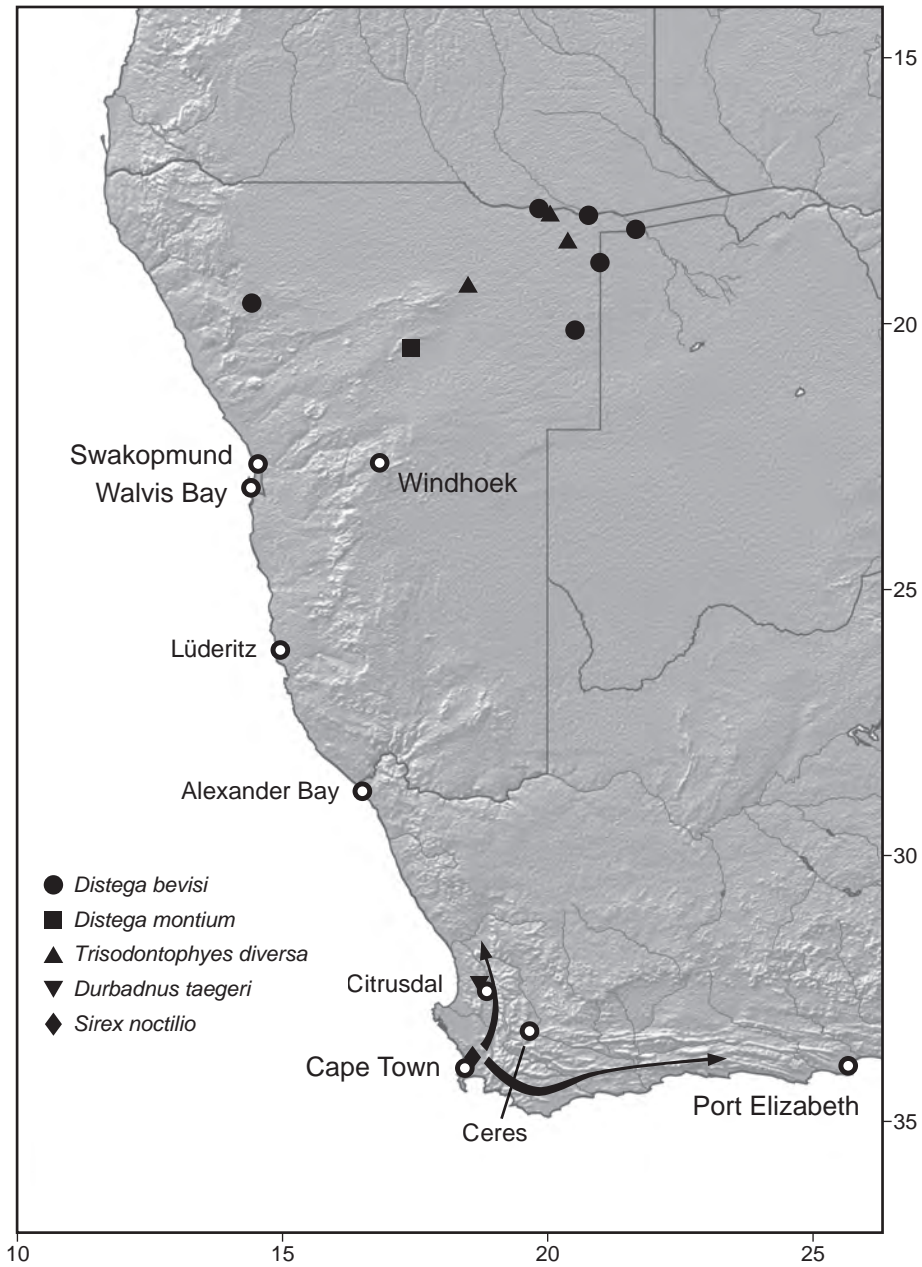 15
20
Swakopmund
Walvis Bay
Windhoek
25
Lüderitz
Alexander Bay
30
Distega bevisi
Distega montium
Trisodontophyes diversa
Durbadnus taegeri
Sirex noctilio
Citrusdal
Cape Town
Port Elizabeth
Ceres
35
10
15
20
25